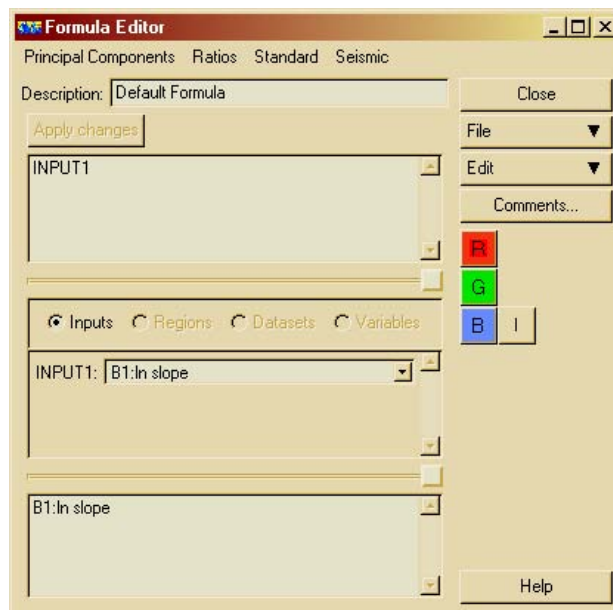 Formula Editor
Principal Components Ratios Standard Seismic
Description: Default Formula
Close
Apply changes
File
INPUT1
Edit
Comments...
R
G
B I
Inputs Regions Datasets Variables
INPUT1: B1:In slope
B1:In slope
Help